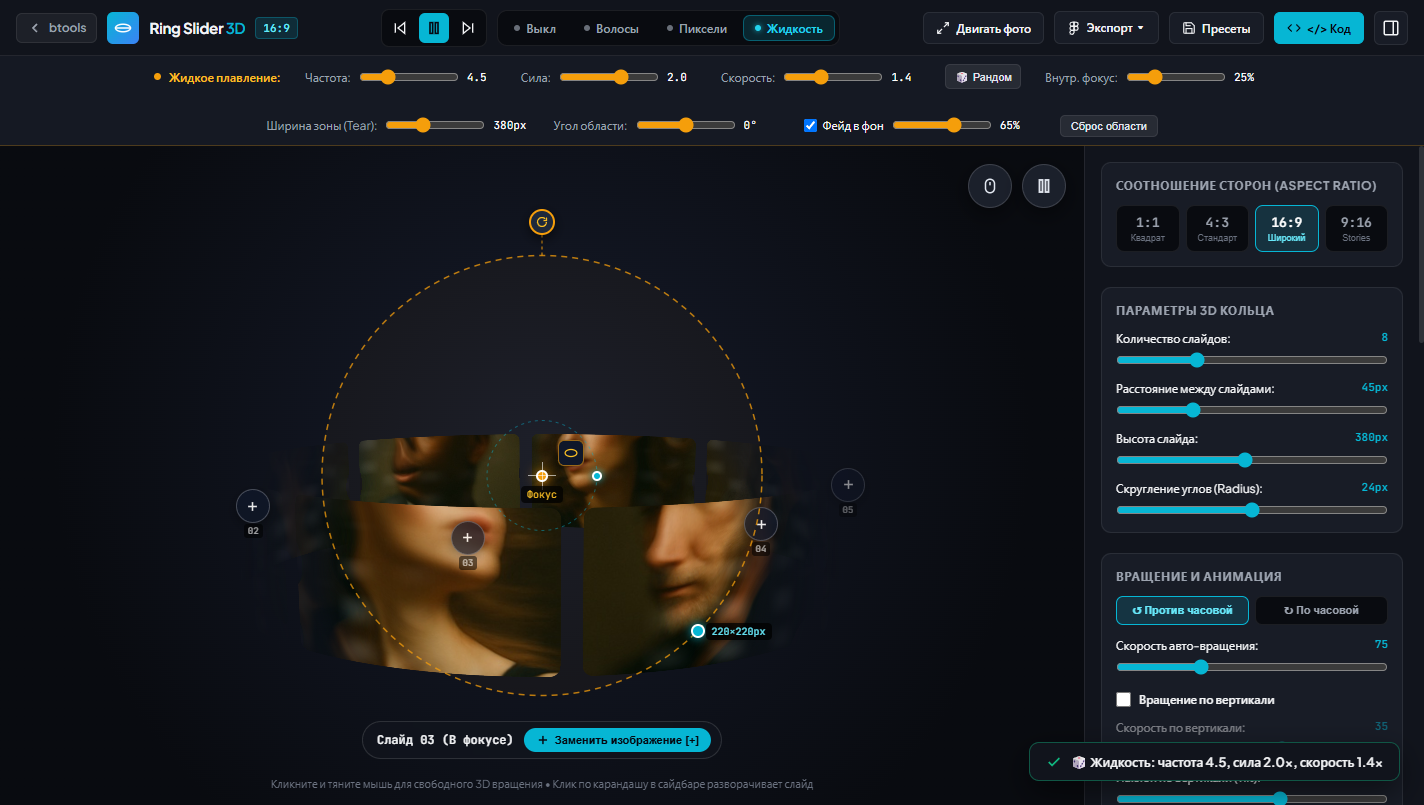 btools
Ring Slider 3D
16:9
Выкл
Волосы
Пиксели
Жидкость
Двигать фото
Экспорт
Пресеты
</> Код
Жидкое плавление:
Частота:
4.5
Сила:
2.0
Скорость:
1.4
Рандом
Внутр. фокус:
25%
Ширина зоны (Tear):
380px
Угол области:
0°
Фейд в фон
65%
Сброс области
СООТНОШЕНИЕ СТОРОН (ASPECT RATIO)
1:1
Квадрат
4:3
Стандарт
16:9
Широкий
9:16
Stories
ПАРАМЕТРЫ 3D КОЛЬЦА
Количество слайдов:
8
Расстояние между слайдами:
45px
Высота слайда:
380px
Скругление углов (Radius):
24px
ВРАЩЕНИЕ И АНИМАЦИЯ
↺ Против часовой
↻ По часовой
Скорость авто-вращения:
75
Вращение по вертикали
Скорость по вертикали:
35
Фокус
02
03
04
05
220×220px
Слайд 03 (В фокусе)
+ Заменить изображение [+]
Кликните и тяните мышь для свободного 3D вращения • Клик по карандашу в сайдбаре разворачивает слайд
Жидкость: частота 4.5, сила 2.0×, скорость 1.4×